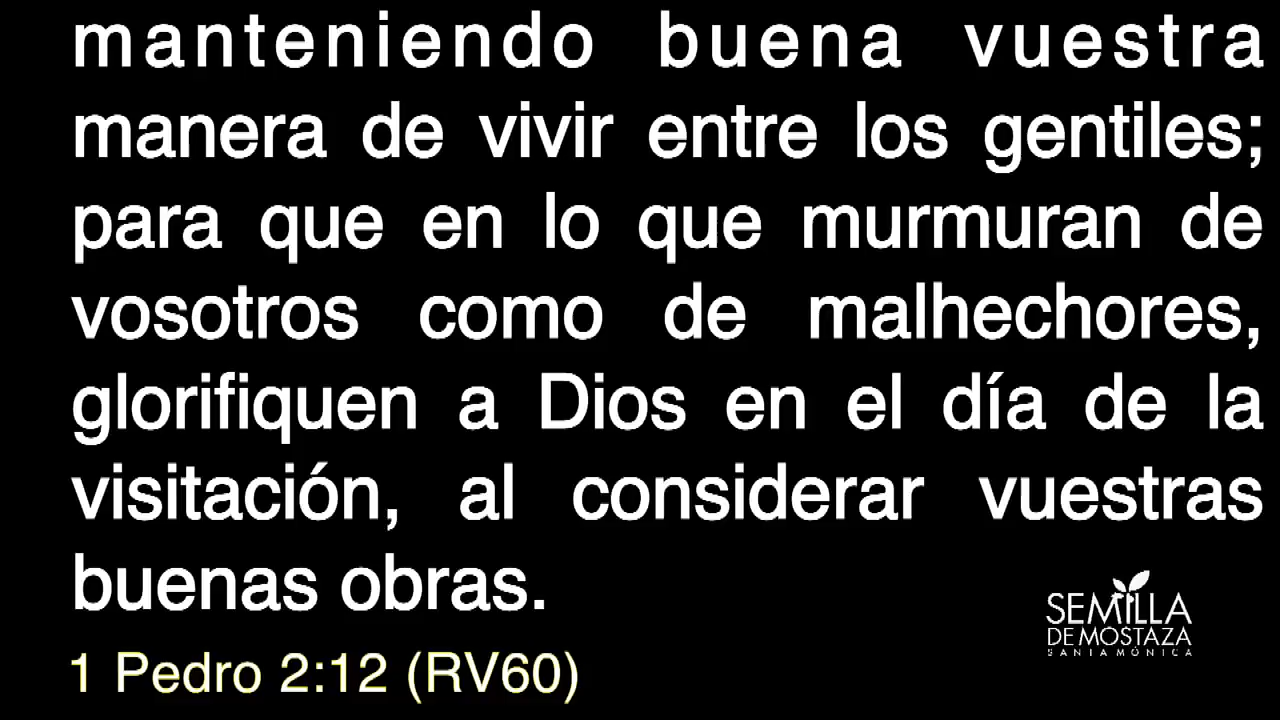 manteniendo buena vuestra
manera de vivir entre los gentiles;
para que en lo que murmuran de
vosotros como de malhechores,
glorifiquen a Dios en el día de la
visitación, al considerar vuestras
buenas obras.
1 Pedro 2:12 (RV60)
SEMILLA
DE MOSTAZA
SANTA MÓNICA